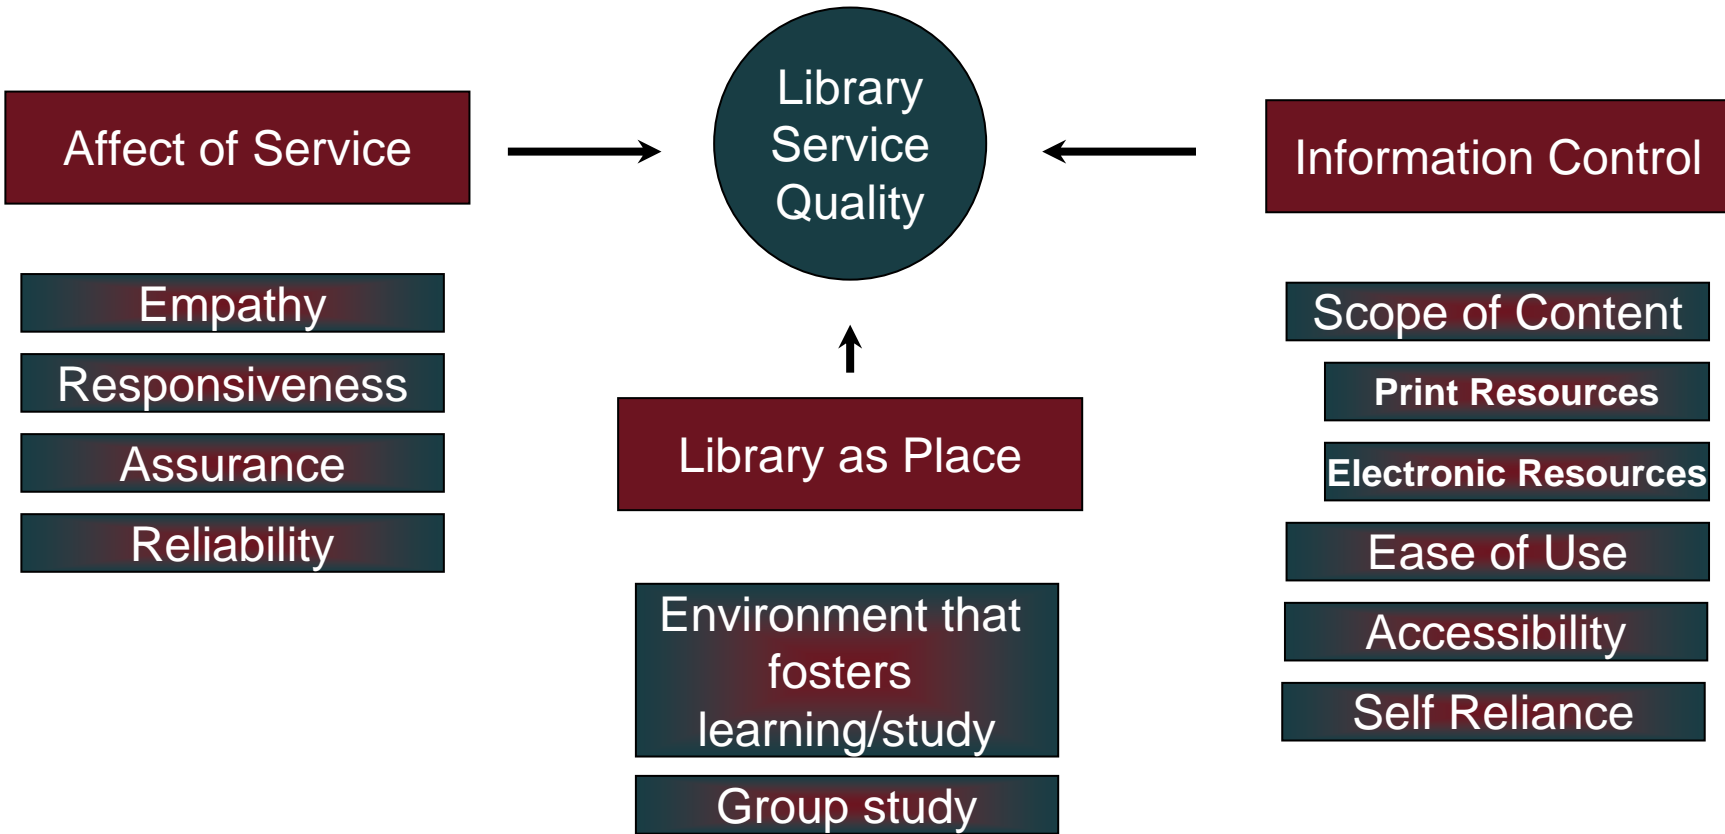 Library
Service
Quality
Affect of Service
Information Control
Empathy
Responsiveness
Assurance
Reliability
Library as Place
Environment that
fosters
learning/study
Group study
Scope of Content
Print Resources
Electronic Resources
Ease of Use
Accessibility
Self Reliance